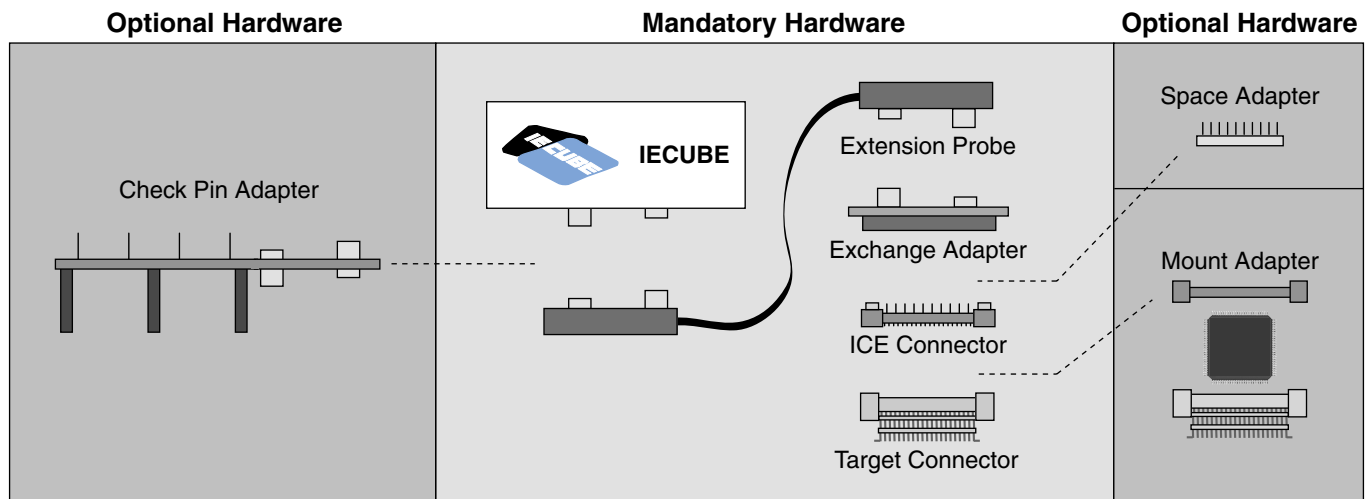 Optional Hardware
Mandatory Hardware
Optional Hardware
Check Pin Adapter
IECUBE
IECUBE
Extension Probe
Exchange Adapter
ICE Connector
Target Connector
Space Adapter
Mount Adapter